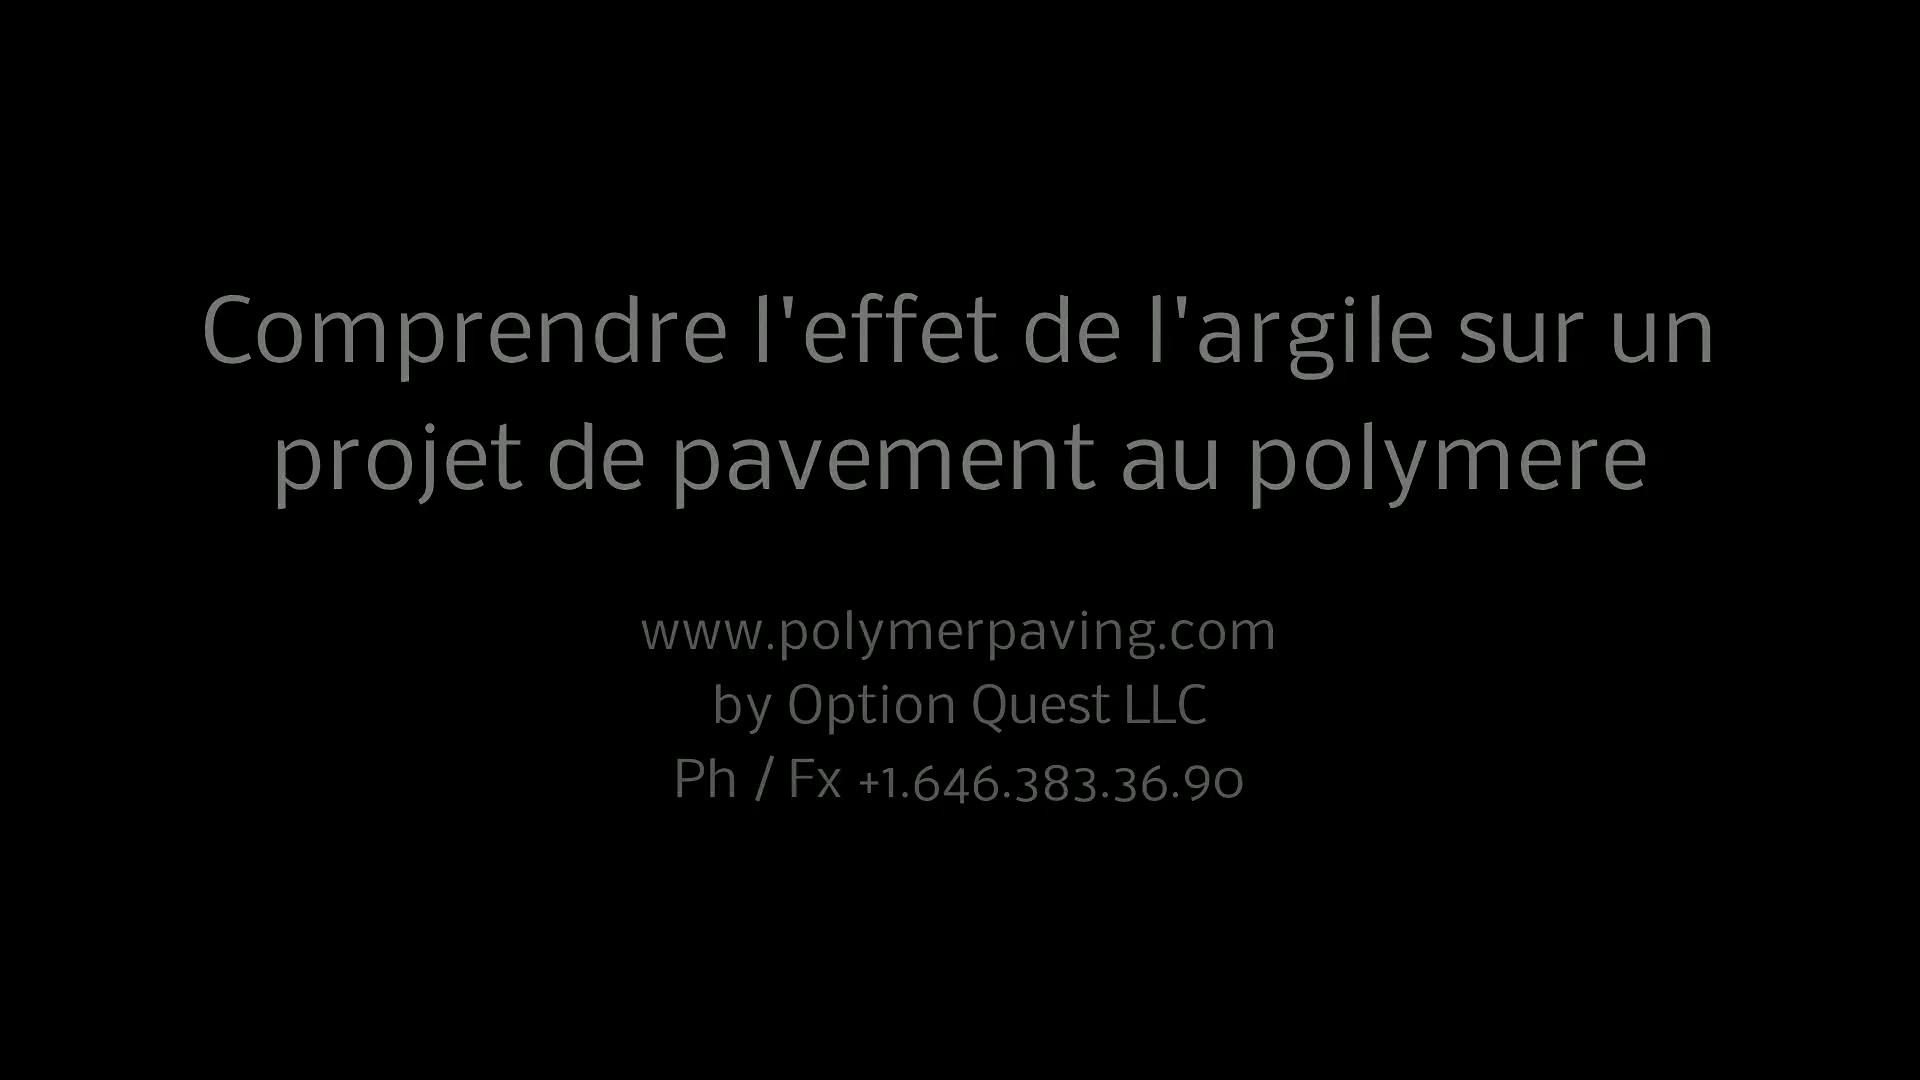 Comprendre l'effet de l'argile sur un
projet de pavement au polymere
www.polymerpaving.com
by Option Quest LLC
Ph / Fx +1.646.383.36.90